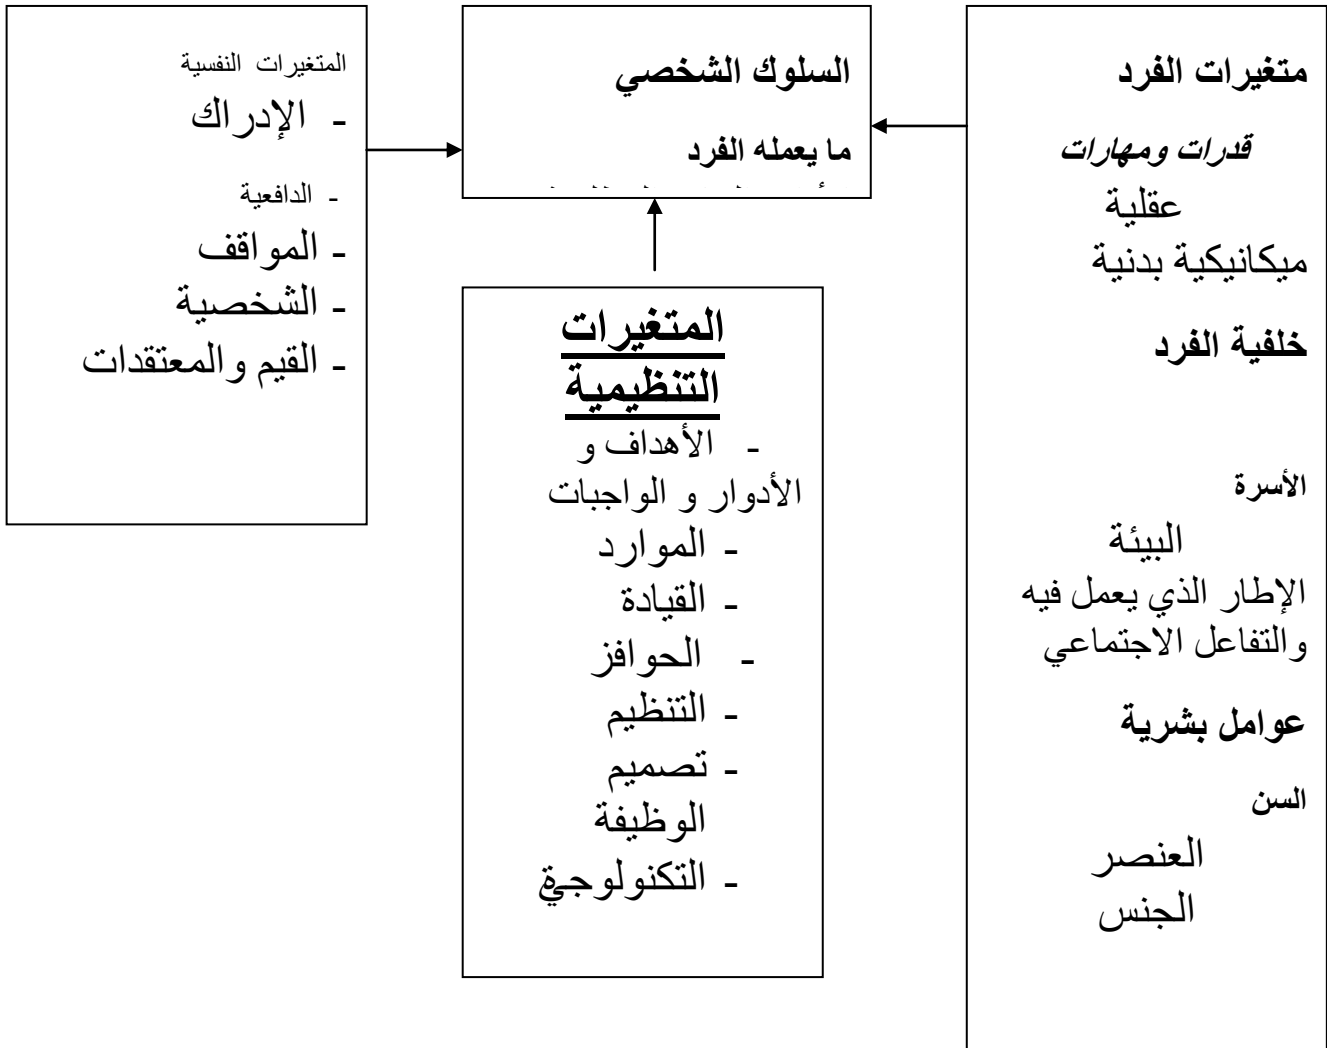 متغيرات الفرد
قدرات ومهارات
عقلية
ميكانيكية بدنية
خلفية الفرد
الأسرة
البيئة
الإطار الذي يعمل فيه
والتفاعل الاجتماعي
عوامل بشرية
السن
العنصر
الجنس
السلوك الشخصي
ما يعمله الفرد
المتغيرات
التنظيمية
- الأهداف و
الأدوار و الواجبات
- الموارد
- القيادة
- الحوافز
- التنظيم
- تصميم
الوظيفة
- التكنولوجية
المتغيرات النفسية
- الإدراك
- الدافعية
- المواقف
- الشخصية
- القيم والمعتقدات